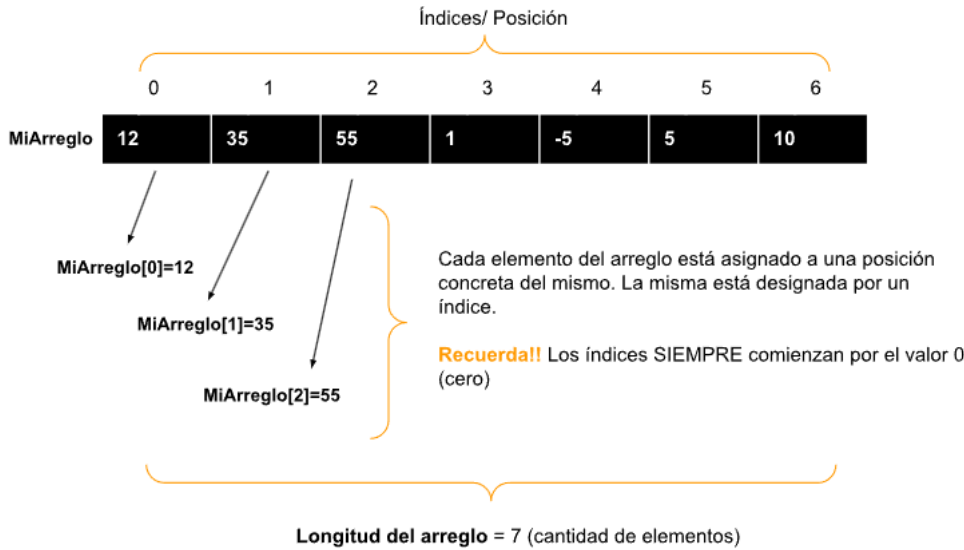 Índices/ Posición
0 1 2 3 4 5 6
MiArreglo 12 35 55 1 -5 5 10
MiArreglo[0]=12
MiArreglo[1]=35
MiArreglo[2]=55
Cada elemento del arreglo está asignado a una posición
concreta del mismo. La misma está designada por un
índice.
Recuerda!! Los índices SIEMPRE comienzan por el valor 0
(cero)
Longitud del arreglo = 7 (cantidad de elementos)